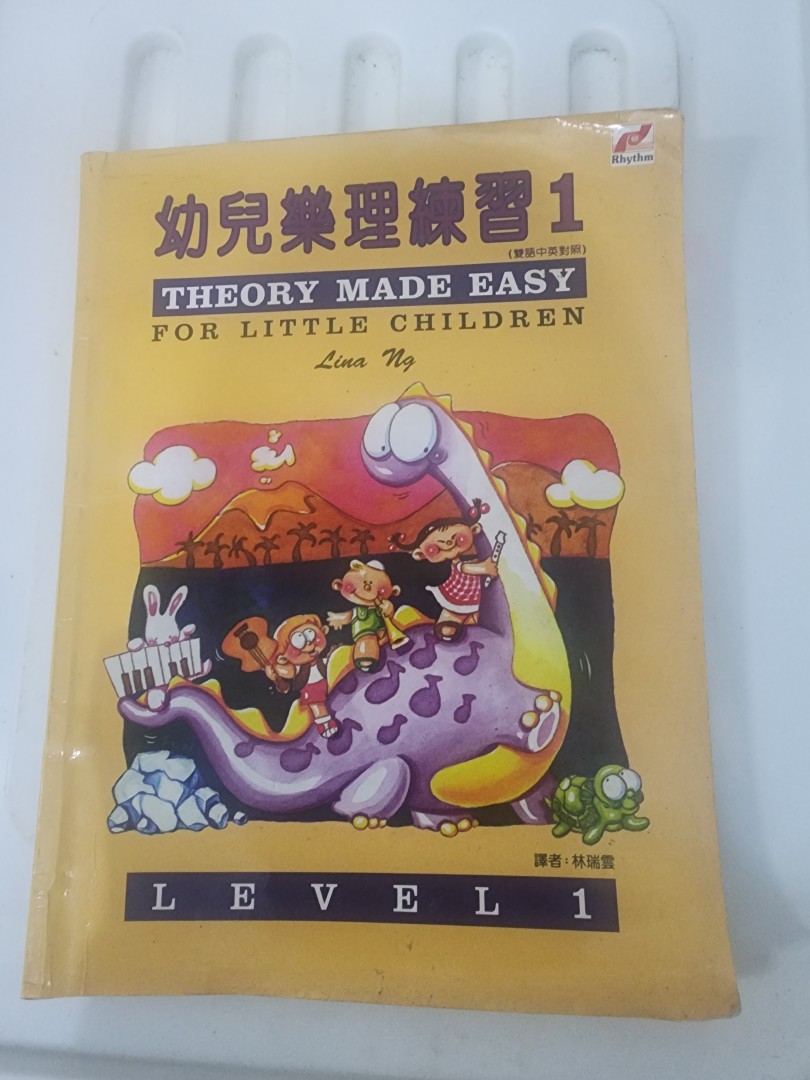 Rhythm
幼兒樂理練習1
(雙語中英對照)
THEORY MADE EASY
FOR LITTLE CHILDREN
Lina Ng
譯者:林瑞雲
LEVEL 1